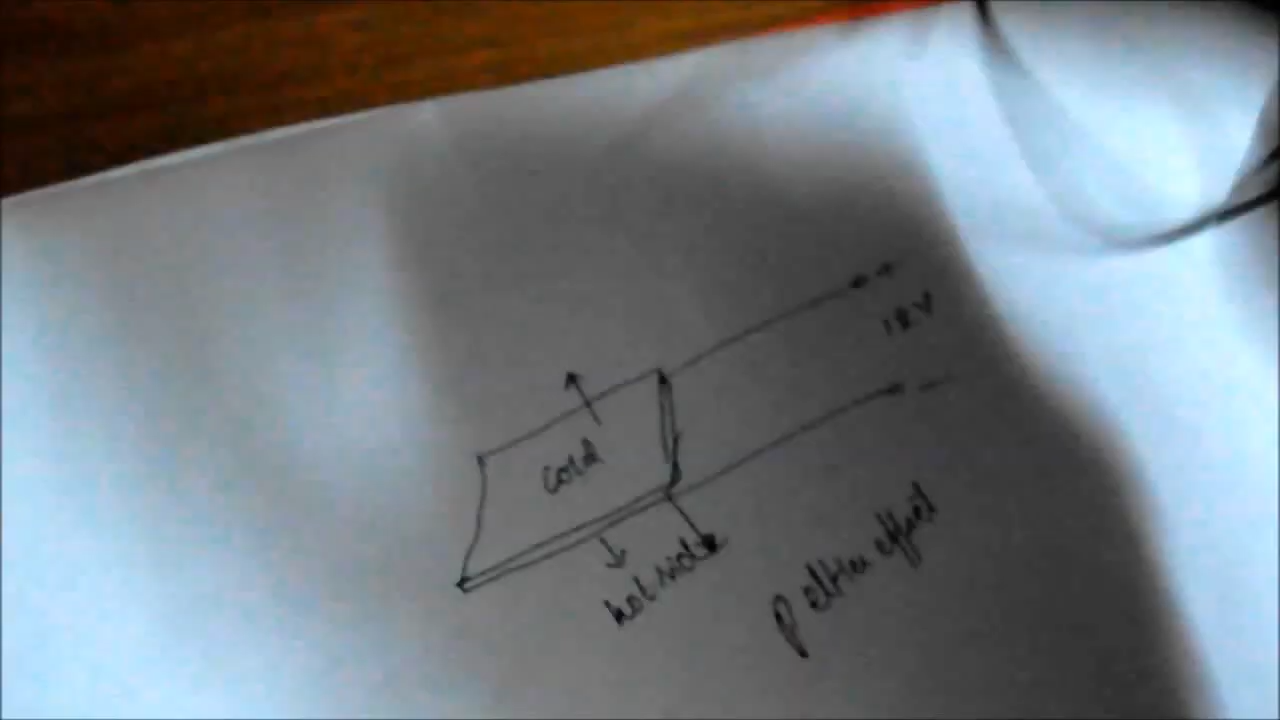 +
12V
cold
−
hot side
peltier effect